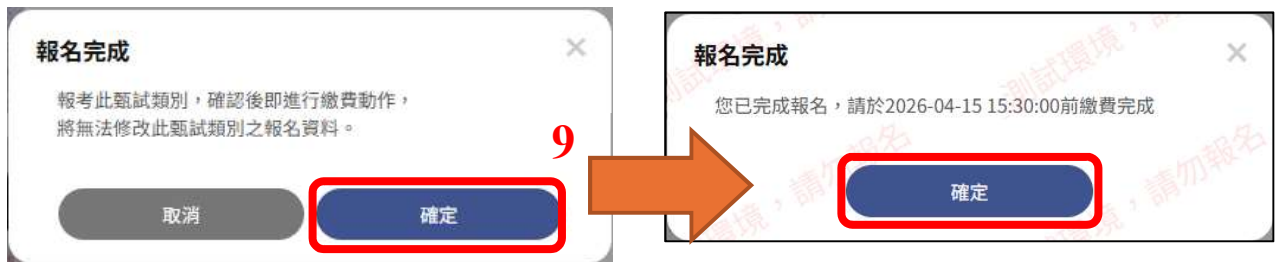 報名完成
×
報考此甄試類別，確認後即進行繳費動作，
將無法修改此甄試類別之報名資料。
9
取消
確定
報名完成
×
您已完成報名，請於2026-04-15 15:30:00前繳費完成
確定
測試環境，請勿報名